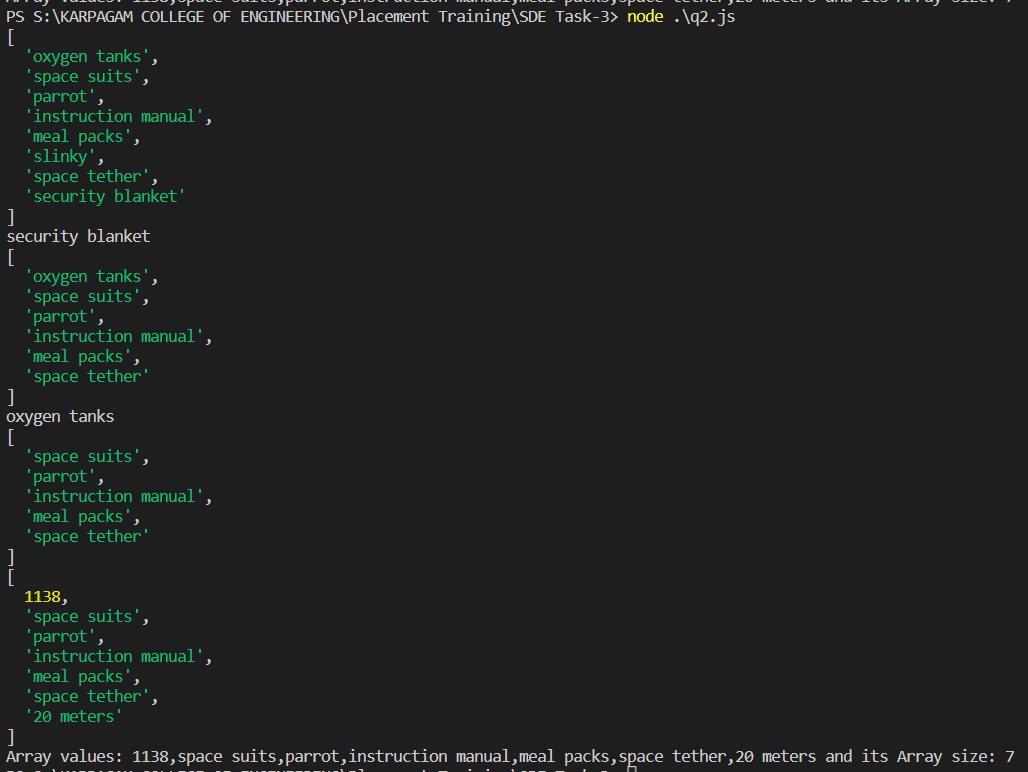 Array values: 1138,space suits,parrot,instruction manual,meal packs,space tether,20 meters and its Array size: 7
PS S:\KARPAGAM COLLEGE OF ENGINEERING\Placement Training\SDE Task-3> node .\q2.js
[
  'oxygen tanks',
  'space suits',
  'parrot',
  'instruction manual',
  'meal packs',
  'slinky',
  'space tether',
  'security blanket'
]
security blanket
[
  'oxygen tanks',
  'space suits',
  'parrot',
  'instruction manual',
  'meal packs',
  'space tether'
]
oxygen tanks
[
  'space suits',
  'parrot',
  'instruction manual',
  'meal packs',
  'space tether'
]
[
  1138,
  'space suits',
  'parrot',
  'instruction manual',
  'meal packs',
  'space tether',
  '20 meters'
]
Array values: 1138,space suits,parrot,instruction manual,meal packs,space tether,20 meters and its Array size: 7
PS S:\KARPAGAM COLLEGE OF ENGINEERING\Placement Training\SDE Task-3>